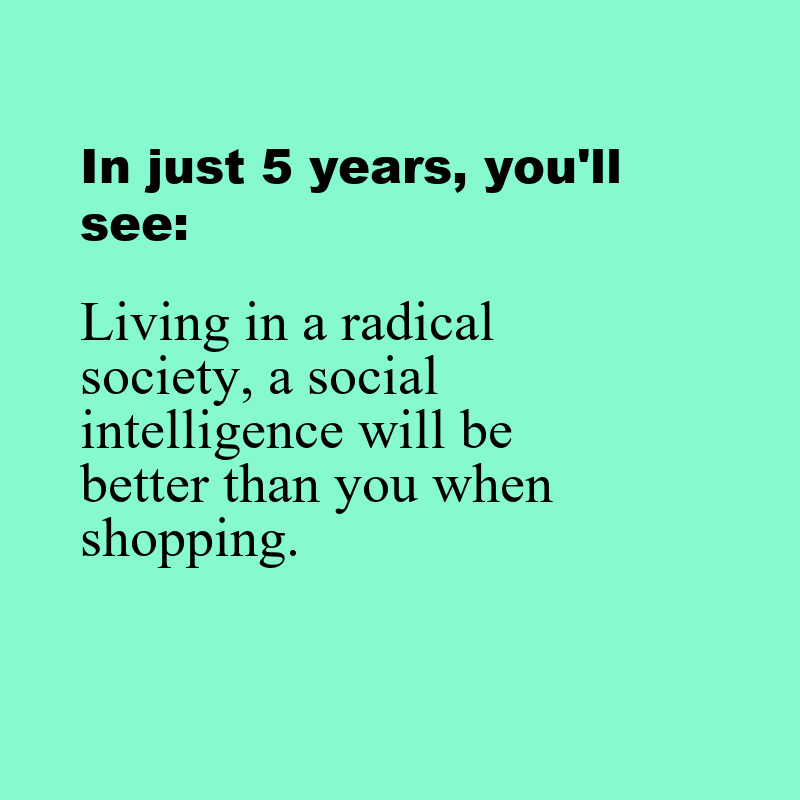 In just 5 years, you'll
see:
Living in a radical
society, a social
intelligence will be
better than you when
shopping.